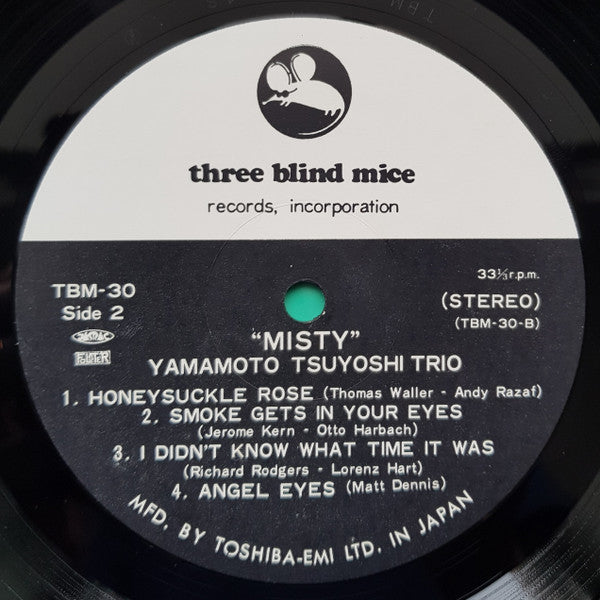 three blind mice
records, incorporation
33⅓ r.p.m.
TBM-30
(STEREO)
Side 2
(TBM-30-B)
"MISTY"
YAMAMOTO TSUYOSHI TRIO
1. HONEYSUCKLE ROSE (Thomas Waller - Andy Razaf)
2. SMOKE GETS IN YOUR EYES
(Jerome Kern - Otto Harbach)
3. I DIDN'T KNOW WHAT TIME IT WAS
(Richard Rodgers - Lorenz Hart)
4. ANGEL EYES (Matt Dennis)
MFD. BY TOSHIBA-EMI LTD. IN JAPAN